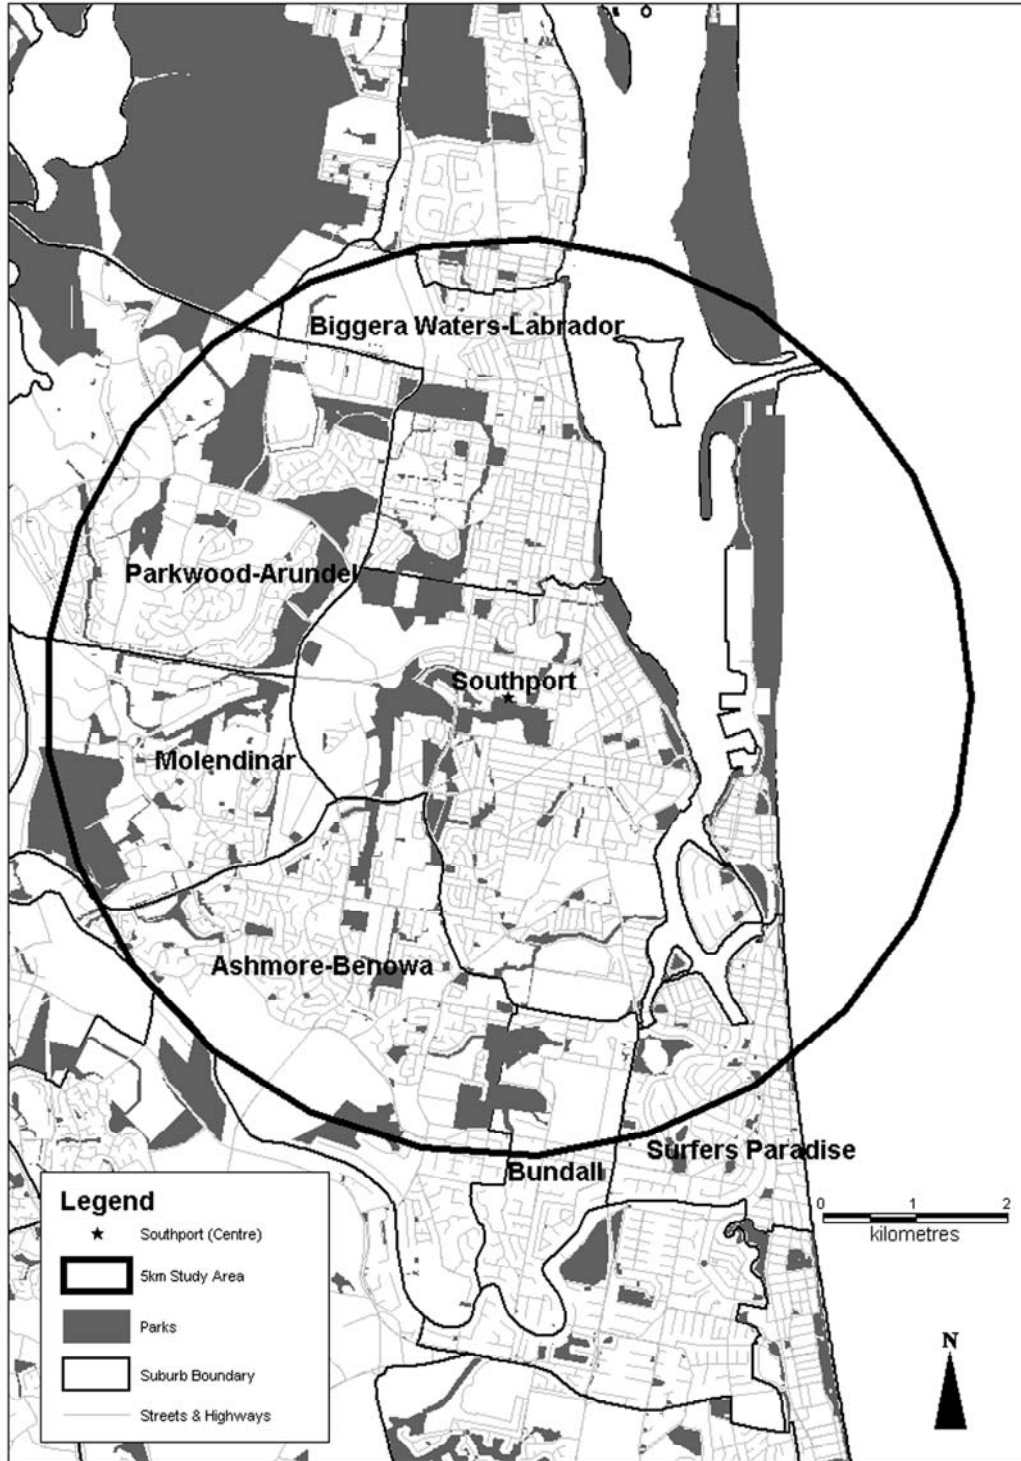 Biggera Waters-Labrador
Parkwood-Arundel
Southport
Molendinar
Ashmore-Benowa
Surfers Paradise
Bundall
Legend
Southport (Centre)
5km Study Area
Parks
Suburb Boundary
Streets & Highways
0 1 2
kilometres
N